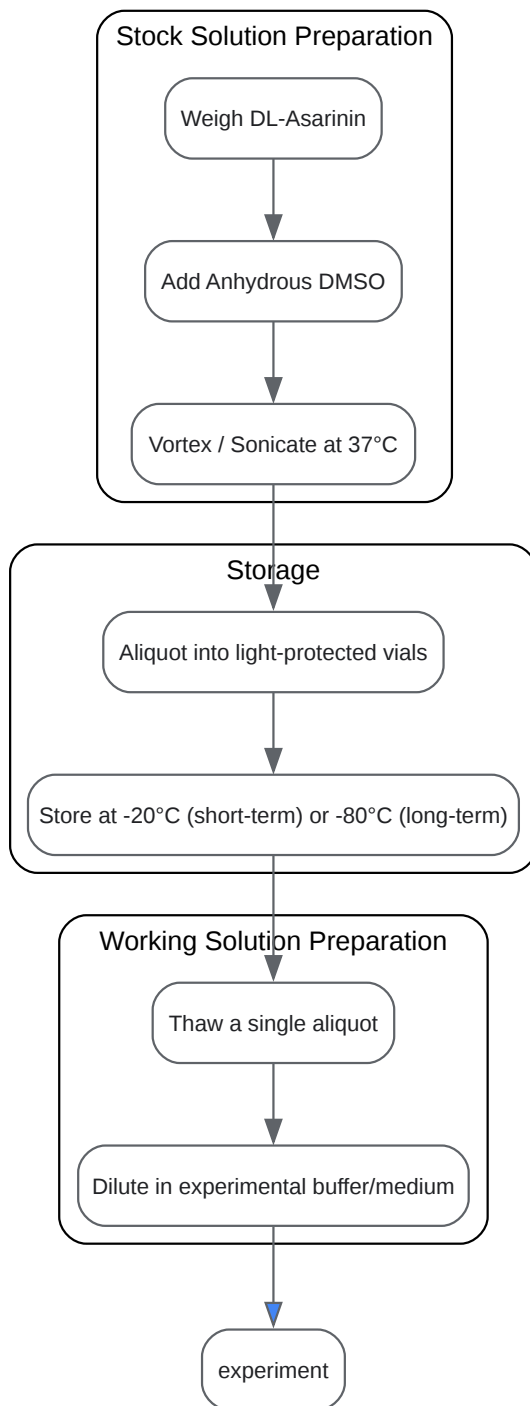 Stock Solution Preparation
Weigh DL-Asarinin
Add Anhydrous DMSO
Vortex / Sonicate at 37°C
Storage
Aliquot into light-protected vials
Store at -20°C (short-term) or -80°C (long-term)
Working Solution Preparation
Thaw a single aliquot
Dilute in experimental buffer/medium
experiment